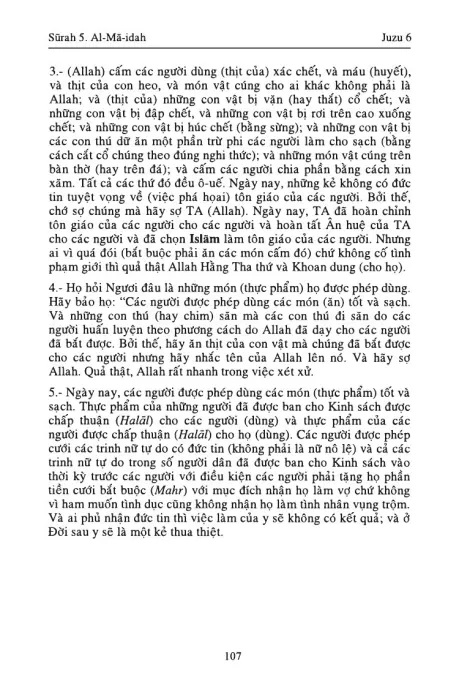 Sūrah 5. Al-Mā-idah
Juzu 6
3.- (Allah) cấm các người dùng (thịt của) xác chết, và máu (huyết),
và thịt của con heo, và món vật cúng cho ai khác không phải là
Allah; và (thịt của) những con vật bị vặn (hay thắt) cổ chết; và
những con vật bị đập chết, và những con vật bị rơi trên cao xuống
chết; và những con vật bị húc chết (bằng sừng); và những con vật bị
các con thú dữ ăn một phần trừ phi các người làm cho sạch (bằng
cách cắt cổ chúng theo đúng nghi thức); và những món vật cúng trên
bàn thờ (hay trên đá); và cấm các người chia phần bằng cách xin
xăm. Tất cả các thứ đó đều ô-uế. Ngày nay, những kẻ không có đức
tin tuyệt vọng về (việc phá họai) tôn giáo của các người. Bởi thế,
chớ sợ chúng mà hãy sợ TA (Allah). Ngày nay, TA đã hoàn chỉnh
tôn giáo của các người cho các người và hoàn tất Ân huệ của TA
cho các người và đã chọn Islām làm tôn giáo của các người. Nhưng
ai vì quá đói (bắt buộc phải ăn các món cấm đó) chứ không cố tình
phạm giới thì quả thật Allah Hằng Tha thứ và Khoan dung (cho họ).
4.- Họ hỏi Ngươi đâu là những món (thực phẩm) họ được phép dùng.
Hãy bảo họ: “Các người được phép dùng các món (ăn) tốt và sạch.
Và những con thú (hay chim) săn mà các con thú đi săn do các
người huấn luyện theo phương cách do Allah đã dạy cho các người
đã bắt được. Bởi thế, hãy ăn thịt của con vật mà chúng đã bắt được
cho các người nhưng hãy nhắc tên của Allah lên nó. Và hãy sợ
Allah. Quả thật, Allah rất nhanh trong việc xét xử.
5.- Ngày nay, các người được phép dùng các món (thực phẩm) tốt và
sạch. Thực phẩm của những người đã được ban cho Kinh sách được
chấp thuận (Halāl) cho các người (dùng) và thực phẩm của các
người được chấp thuận (Halāl) cho họ (dùng). Các người được phép
cưới các trinh nữ tự do có đức tin (không phải là nữ nô lệ) và cả các
trinh nữ tự do trong số người dân đã được ban cho Kinh sách vào
thời kỳ trước các người với điều kiện các người phải tặng họ phần
tiền cưới bắt buộc (Mahr) với mục đích nhận họ làm vợ chứ không
vì ham muốn tình dục cũng không nhận họ làm tình nhân vụng trộm.
Và ai phủ nhận đức tin thì việc làm của y sẽ không có kết quả; và ở
Đời sau y sẽ là một kẻ thua thiệt.
107